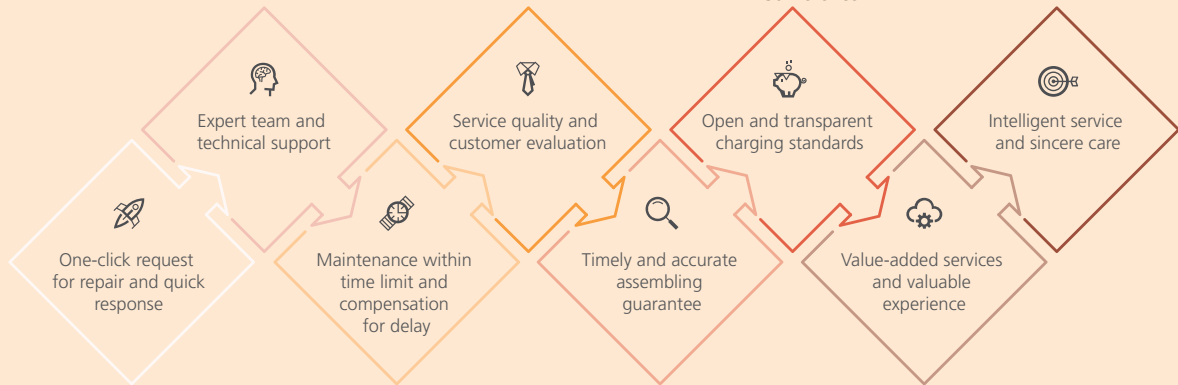 Expert team and
technical support
Service quality and
customer evaluation
Open and transparent
charging standards
Intelligent service
and sincere care
One-click request
for repair and quick
response
Maintenance within
time limit and
compensation
for delay
Timely and accurate
assembling
guarantee
Value-added services
and valuable
experience